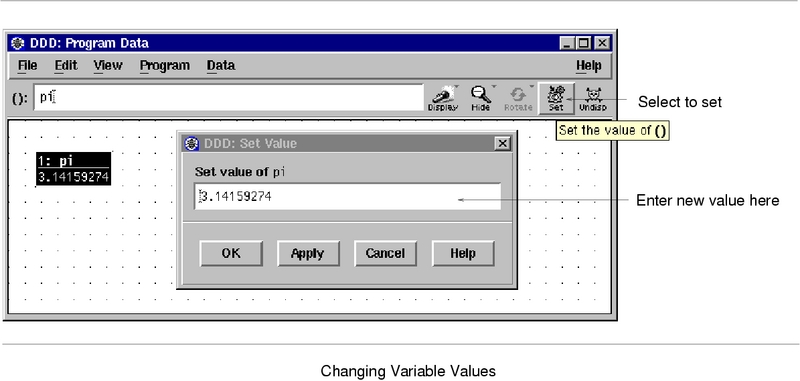 DDD: Program Data
File Edit View Program Data Help
(): pi
Display Hide Rotate Set Undisp
Select to set
Set the value of ()
DDD: Set Value
1: pi
3.14159274
Set value of pi
3.14159274
Enter new value here
OK Apply Cancel Help
Changing Variable Values